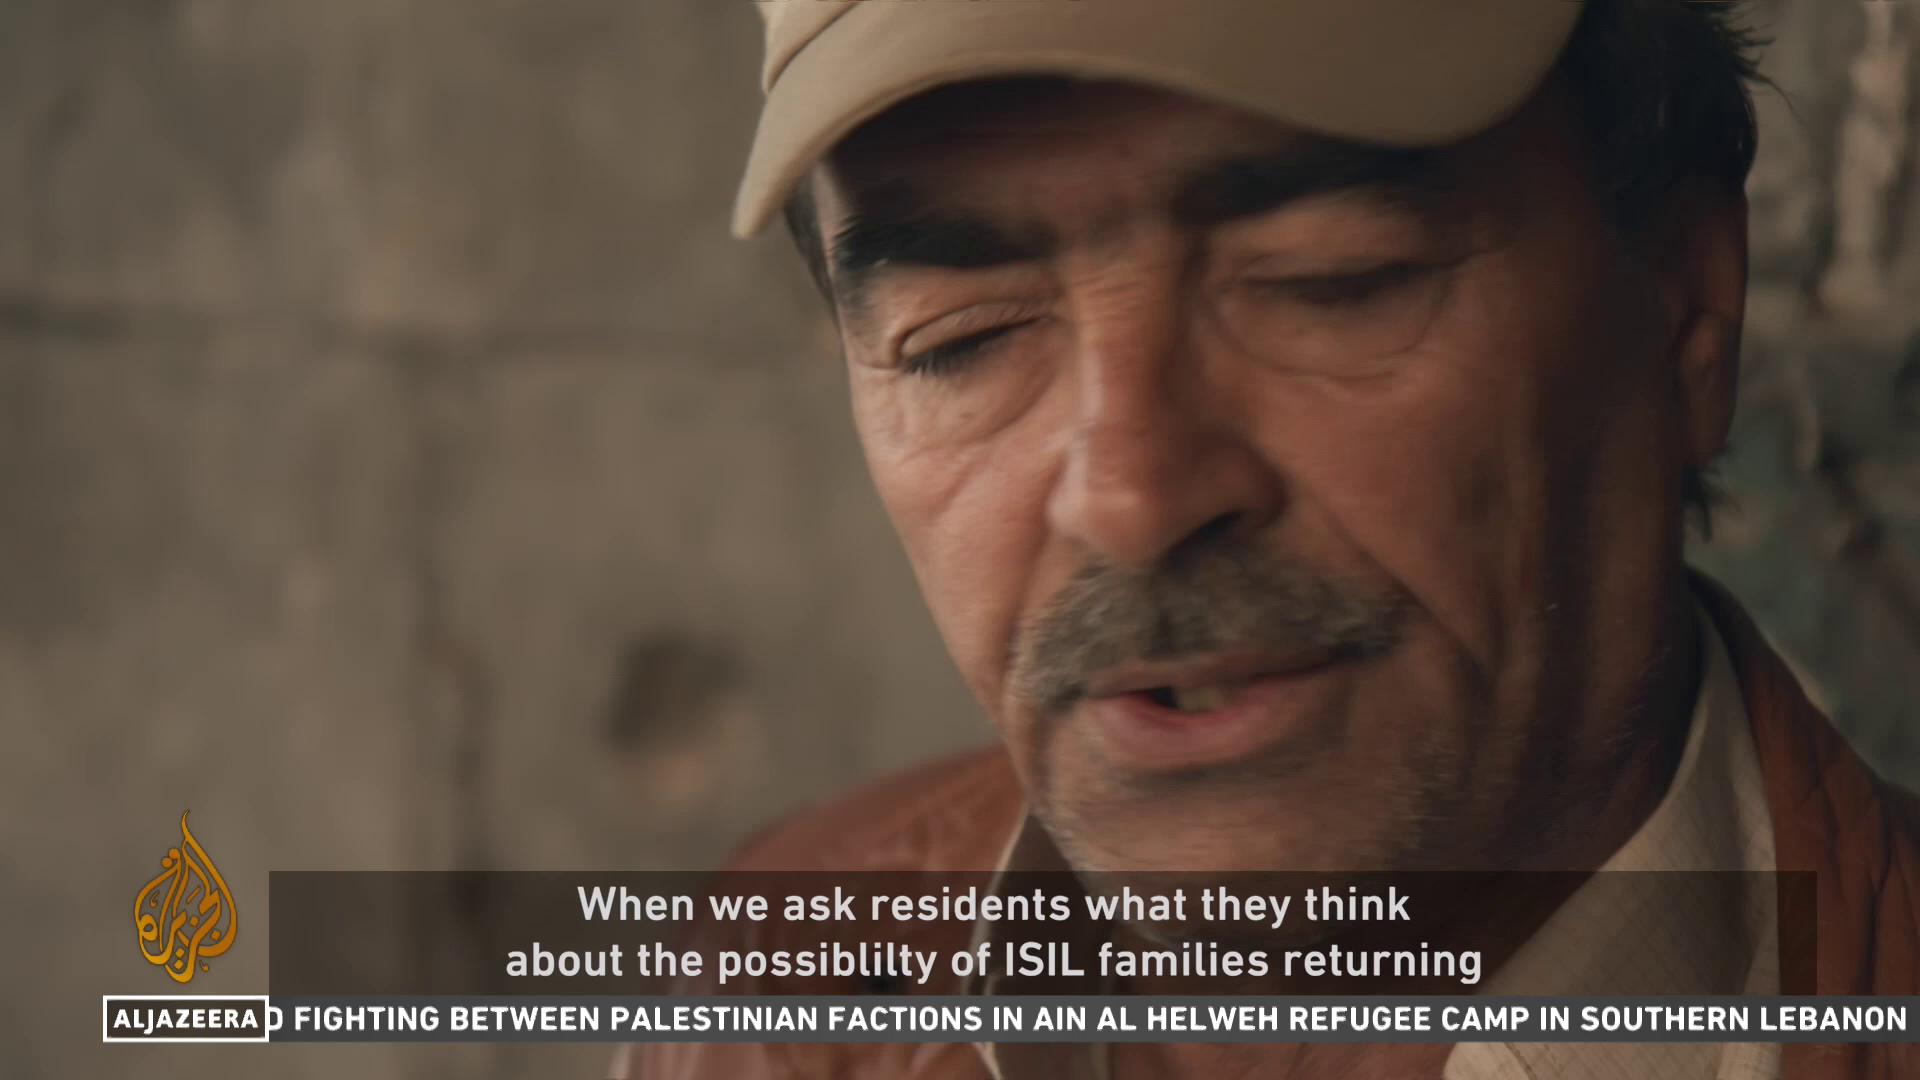 When we ask residents what they think
about the possiblilty of ISIL families returning
الجزيرة
ALJAZEERA
D FIGHTING BETWEEN PALESTINIAN FACTIONS IN AIN AL HELWEH REFUGEE CAMP IN SOUTHERN LEBANON